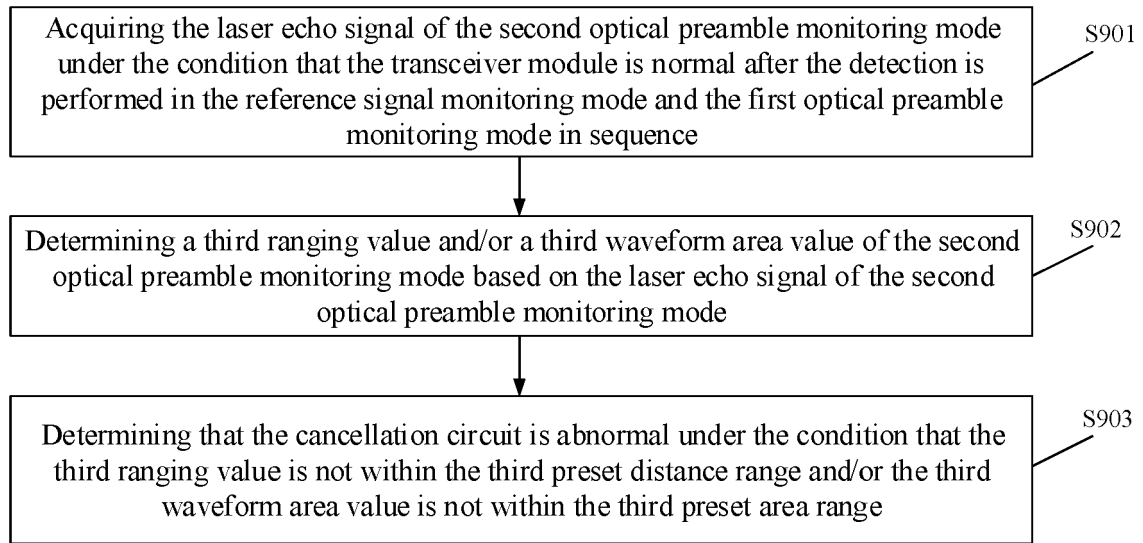 Acquiring the laser echo signal of the second optical preamble monitoring mode
under the condition that the transceiver module is normal after the detection is
performed in the reference signal monitoring mode and the first optical preamble
monitoring mode in sequence
S901
Determining a third ranging value and/or a third waveform area value of the second
optical preamble monitoring mode based on the laser echo signal of the second
optical preamble monitoring mode
S902
Determining that the cancellation circuit is abnormal under the condition that the
third ranging value is not within the third preset distance range and/or the third
waveform area value is not within the third preset area range
S903